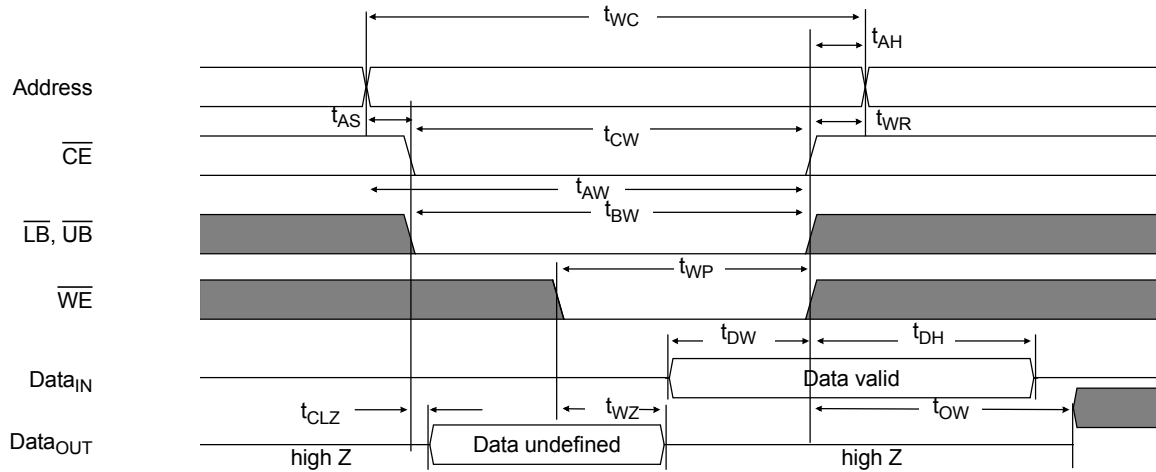 tWC
tAH
Address
tAS
tWR
tCW
CE
tAW
tBW
LB, UB
tWP
WE
tDW
tDH
DataIN
Data valid
tCLZ
tWZ
tOW
DataOUT
Data undefined
high Z
high Z